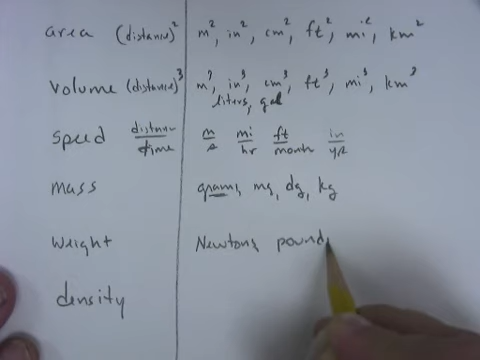 area (distance)² m², in², cm², ft², mi², km²
volume (distance)³ m³, in³, cm³, ft³, mi³, km³
liters, gal
speed distance/time m/s mi/hr ft/month in/yr
mass grams, mg, dg, kg
weight Newtons pounds
density